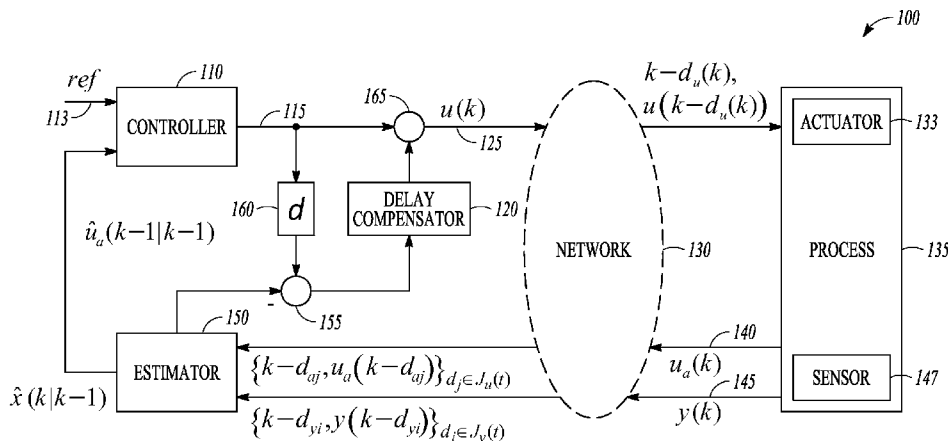 100
ref
113
110
CONTROLLER
115
165
u(k)
125
k−d_u(k),
u(k−d_u(k))
ACTUATOR
133
160
d
DELAY
COMPENSATOR
120
û_a(k−1|k−1)
NETWORK
130
PROCESS
135
-
155
150
ESTIMATOR
x̂(k|k−1)
{k−d_aj, u_a(k−d_aj)}_{d_j∈J_u(t)}
{k−d_yi, y(k−d_yi)}_{d_i∈J_y(t)}
140
u_a(k)
145
y(k)
SENSOR
147